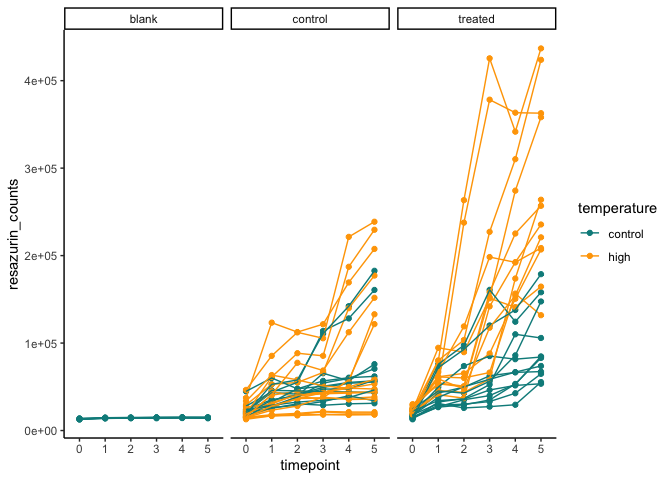 blank control treated
4e+05
3e+05
2e+05
1e+05
0e+00
resazurin_counts
0 1 2 3 4 5 0 1 2 3 4 5 0 1 2 3 4 5
timepoint
temperature
control
high